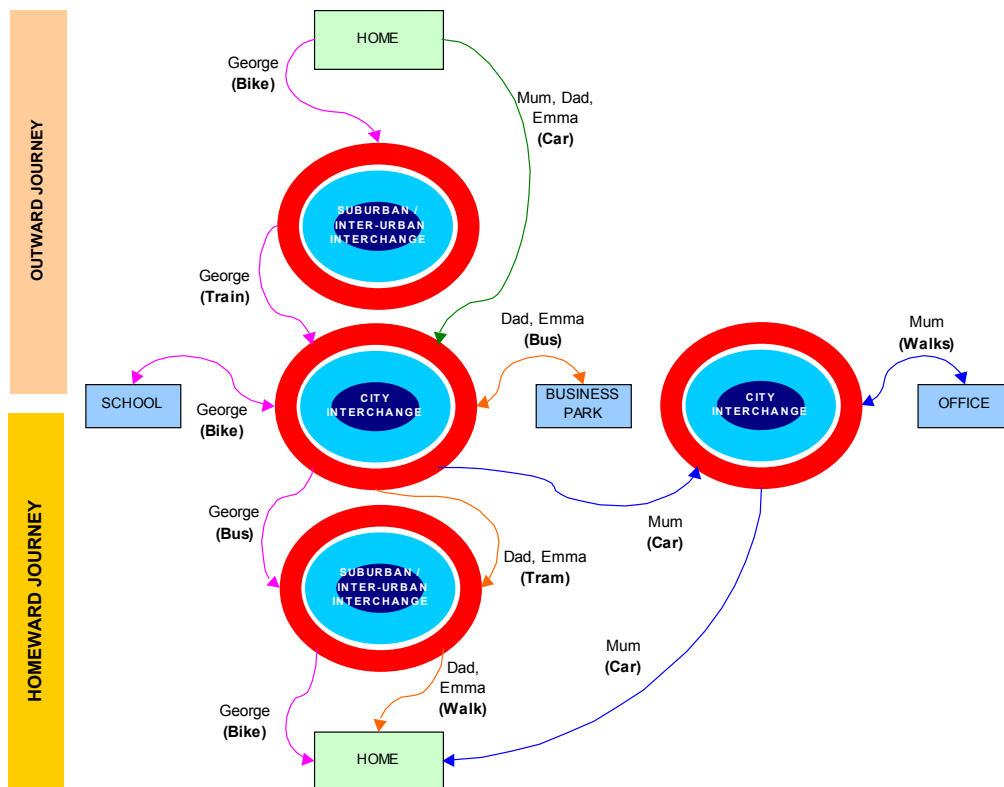 OUTWARD JOURNEY
HOME
George
(Bike)
Mum, Dad,
Emma
(Car)
SUBURBAN /
INTER-URBAN
INTERCHANGE
George
(Train)
Dad, Emma
(Bus)
Mum
(Walks)
SCHOOL
George
(Bike)
CITY
INTERCHANGE
BUSINESS
PARK
CITY
INTERCHANGE
OFFICE
HOMEWARD JOURNEY
George
(Bus)
Mum
(Car)
Dad, Emma
(Tram)
SUBURBAN /
INTER-URBAN
INTERCHANGE
Mum
(Car)
Dad,
Emma
(Walk)
George
(Bike)
HOME